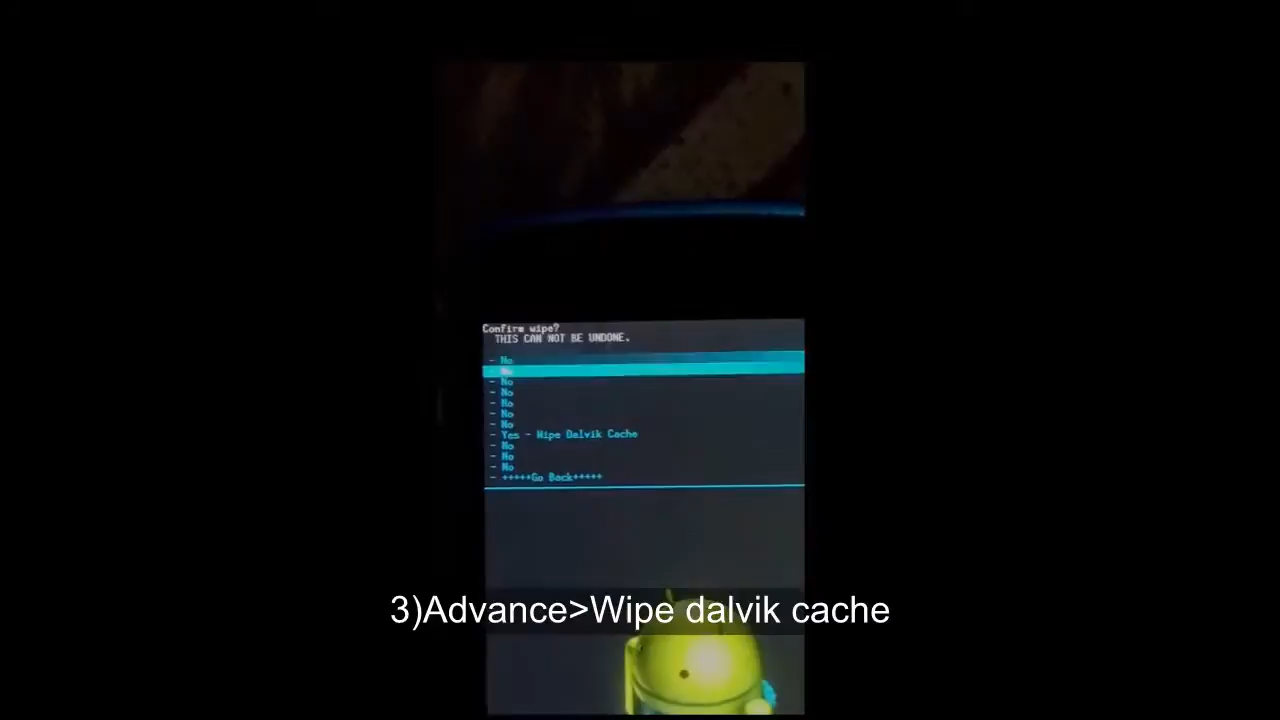 Confirm wipe?
THIS CAN NOT BE UNDONE.
- No
- No
- No
- No
- No
- No
- No
- Yes - Wipe Dalvik Cache
- No
- No
- No
- +++++Go Back+++++
3)Advance>Wipe dalvik cache